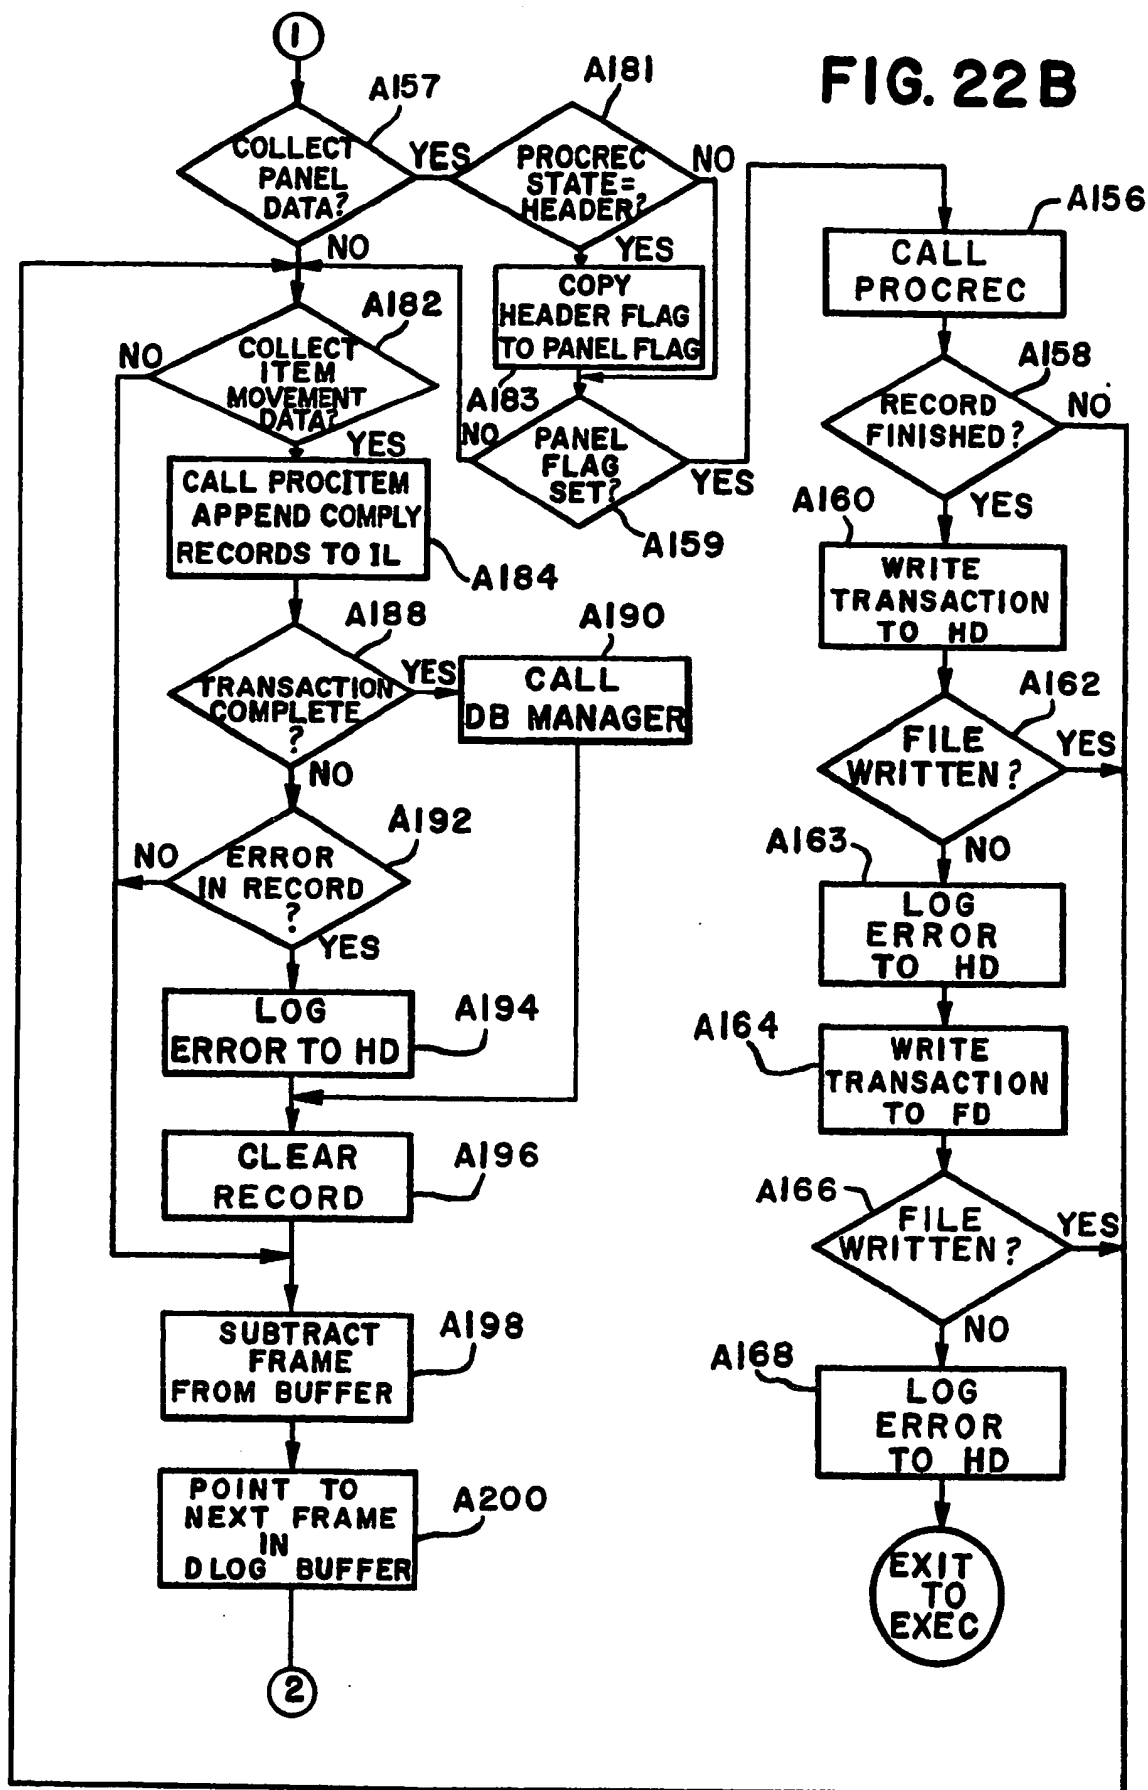 1
FIG. 22B
A157
COLLECT
PANEL
DATA?
YES
NO
A181
PROCREC
STATE=
HEADER?
NO
YES
COPY
HEADER FLAG
TO PANEL FLAG
A183
PANEL
FLAG
SET?
NO
YES
A159
A182
COLLECT
ITEM
MOVEMENT
DATA?
NO
YES
CALL PROCITEM
APPEND COMPLY
RECORDS TO IL
A184
A188
TRANSACTION
COMPLETE
?
YES
NO
A190
CALL
DB MANAGER
A192
ERROR
IN RECORD
?
NO
YES
LOG
ERROR TO HD
A194
CLEAR
RECORD
A196
SUBTRACT
FRAME
FROM BUFFER
A198
POINT TO
NEXT FRAME
IN
DLOG BUFFER
A200
2
A156
CALL
PROCREC
A158
RECORD
FINISHED?
NO
YES
A160
WRITE
TRANSACTION
TO HD
A162
FILE
WRITTEN?
YES
NO
A163
LOG
ERROR
TO HD
A164
WRITE
TRANSACTION
TO FD
A166
FILE
WRITTEN?
YES
NO
A168
LOG
ERROR
TO HD
EXIT
TO
EXEC